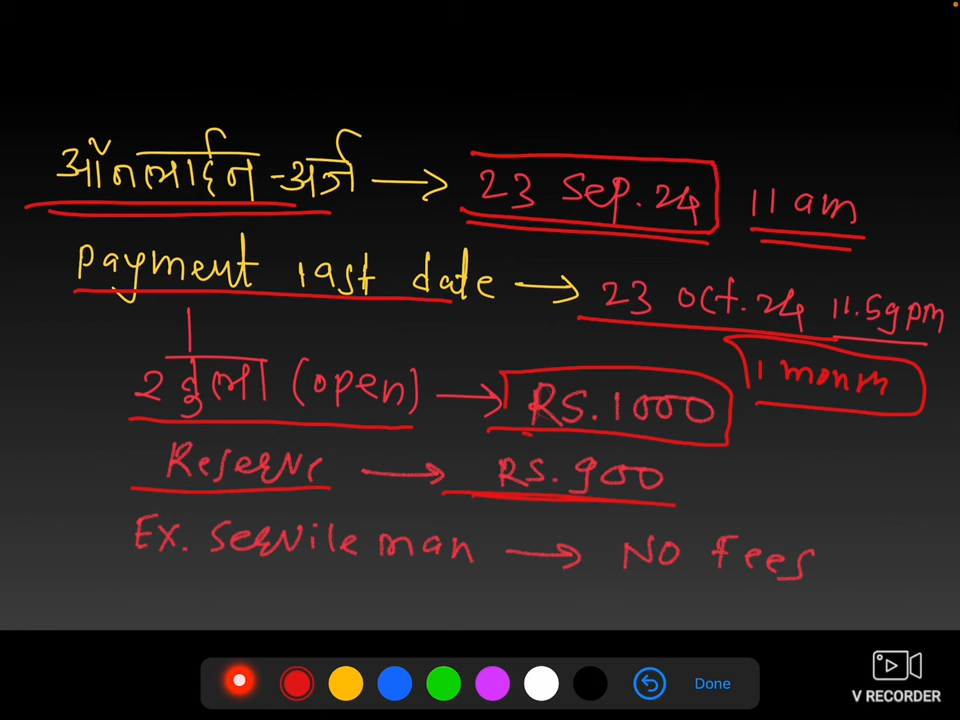 ऑनलाईन - अर्ज → 23 Sep.24 11 am
Payment last date → 23 oct.24 11.59pm
1 month
(open) → RS.1000
Reserve → RS.900
Ex. servile man → NO Fees
Done
V RECORDER